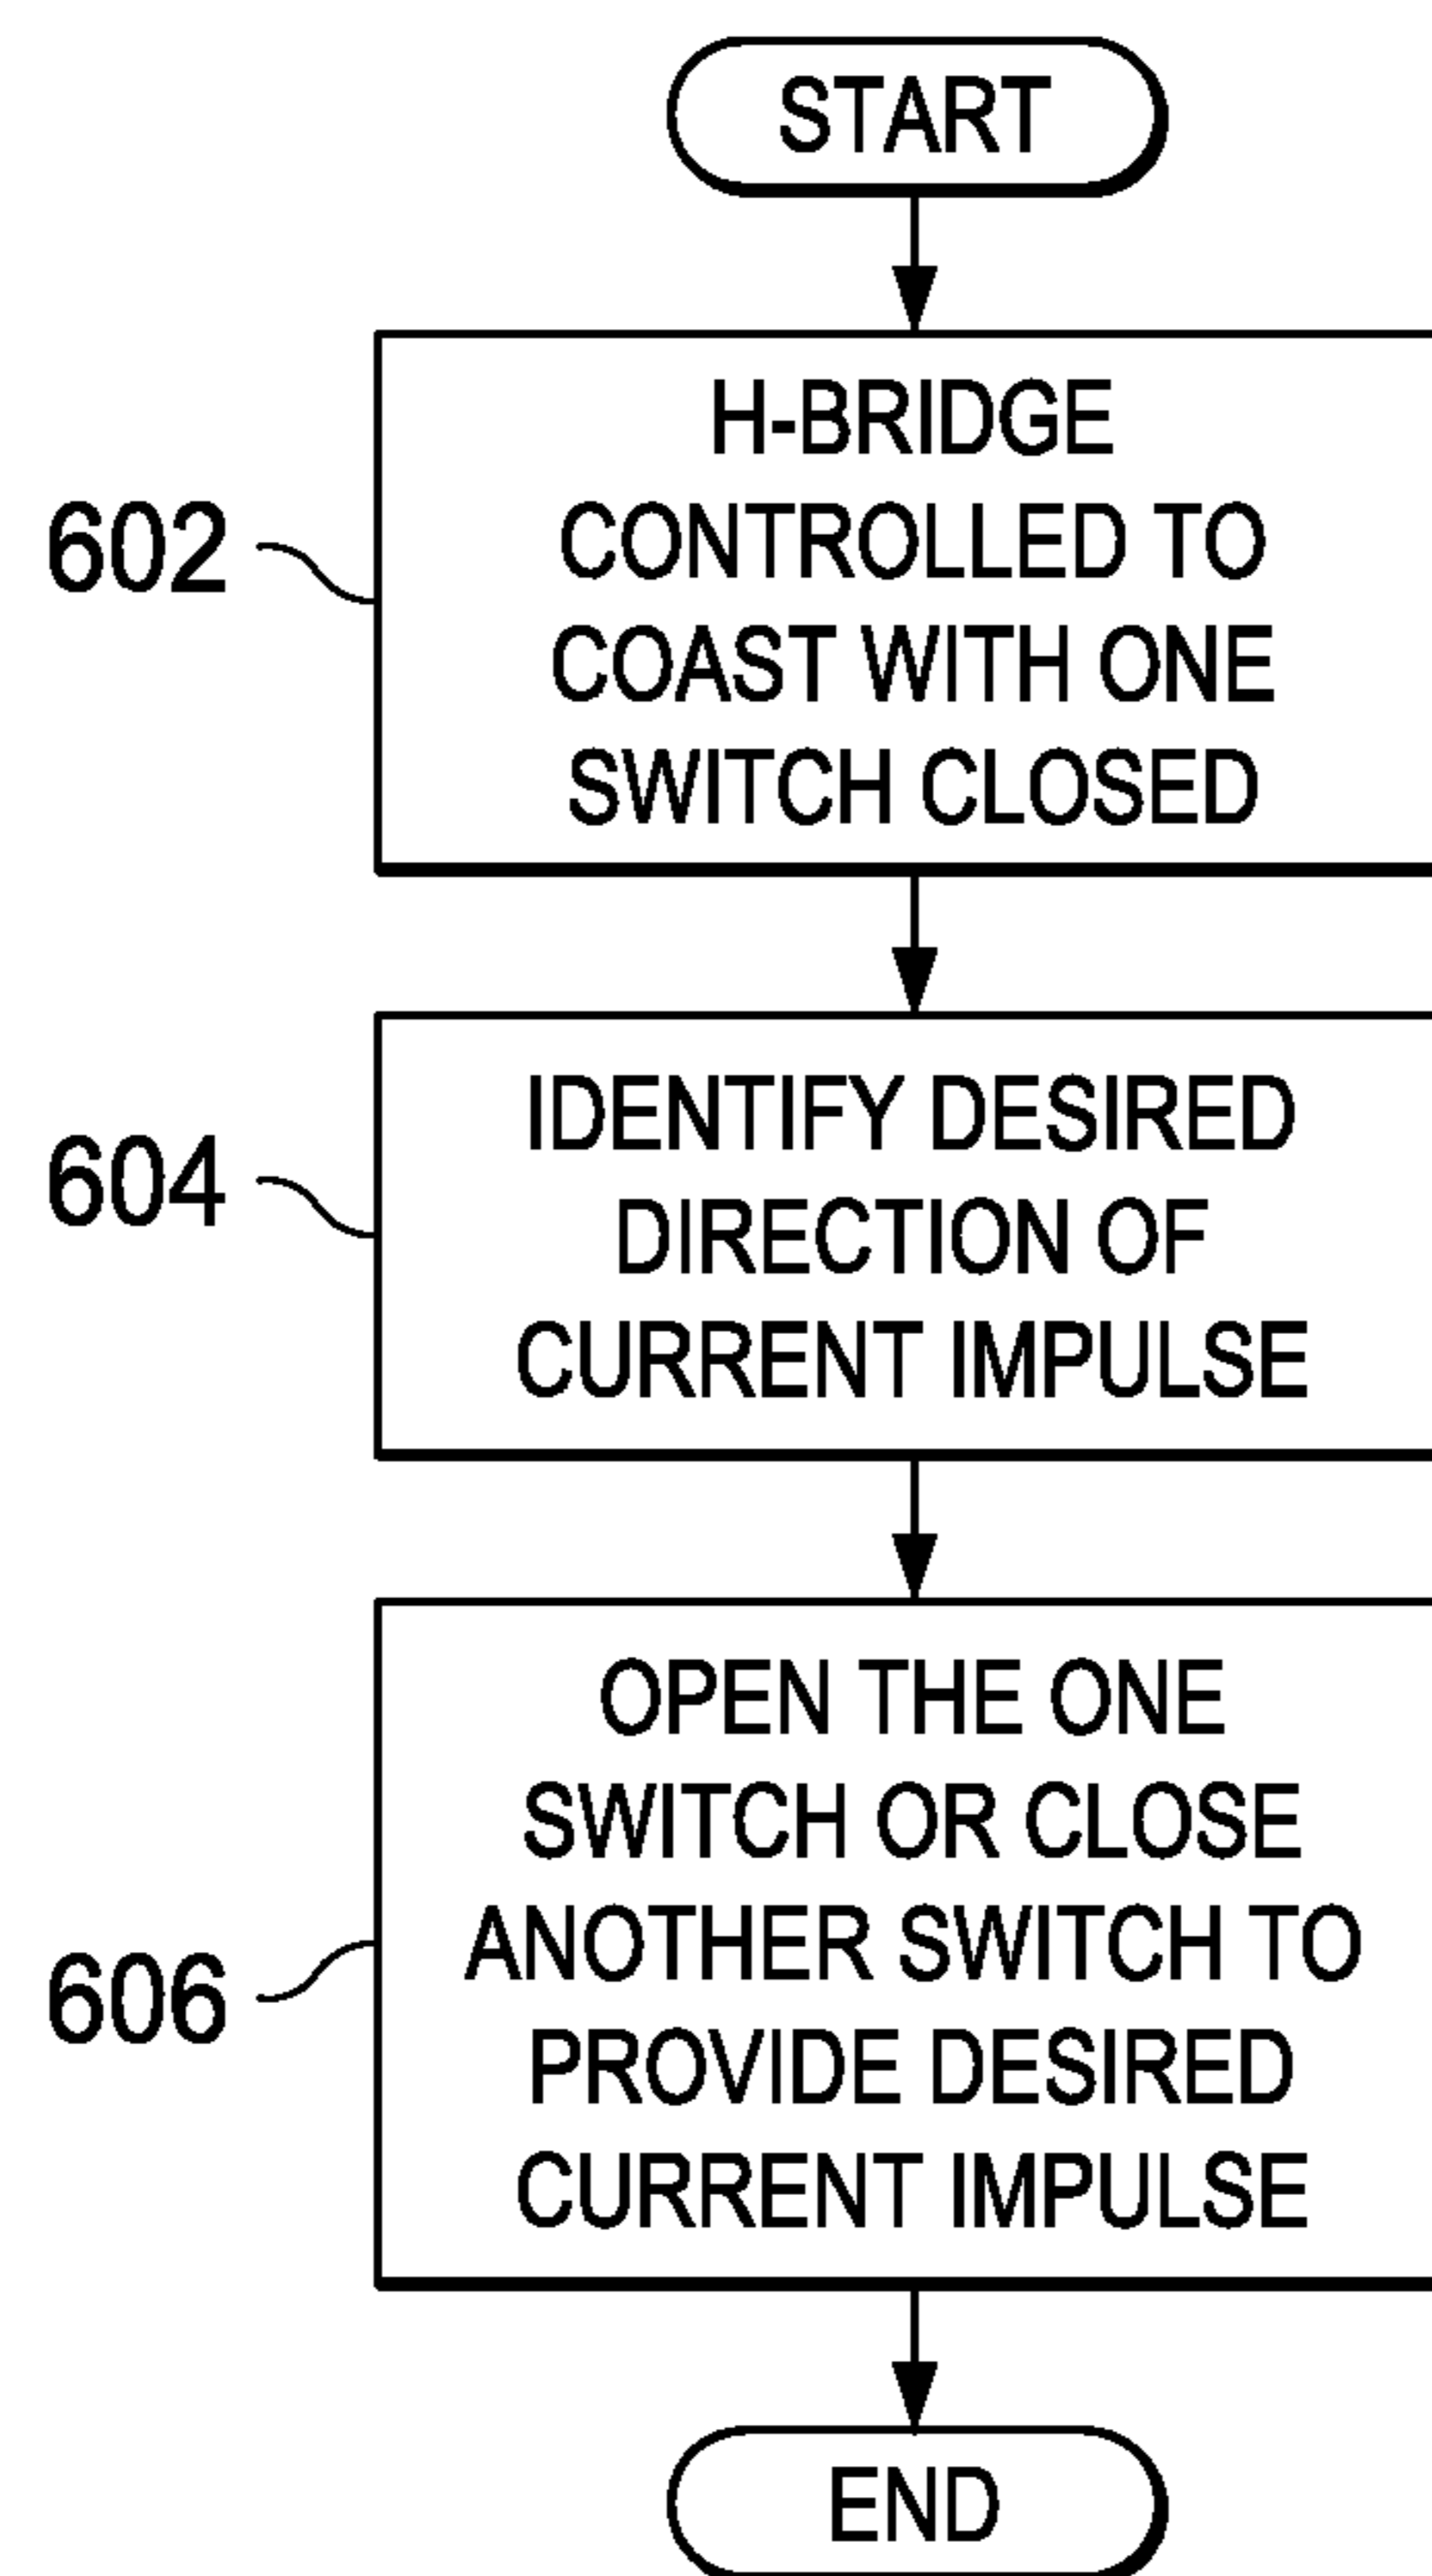 START
H-BRIDGE
CONTROLLED TO
COAST WITH ONE
SWITCH CLOSED
602
IDENTIFY DESIRED
DIRECTION OF
CURRENT IMPULSE
604
OPEN THE ONE
SWITCH OR CLOSE
ANOTHER SWITCH TO
PROVIDE DESIRED
CURRENT IMPULSE
606
END